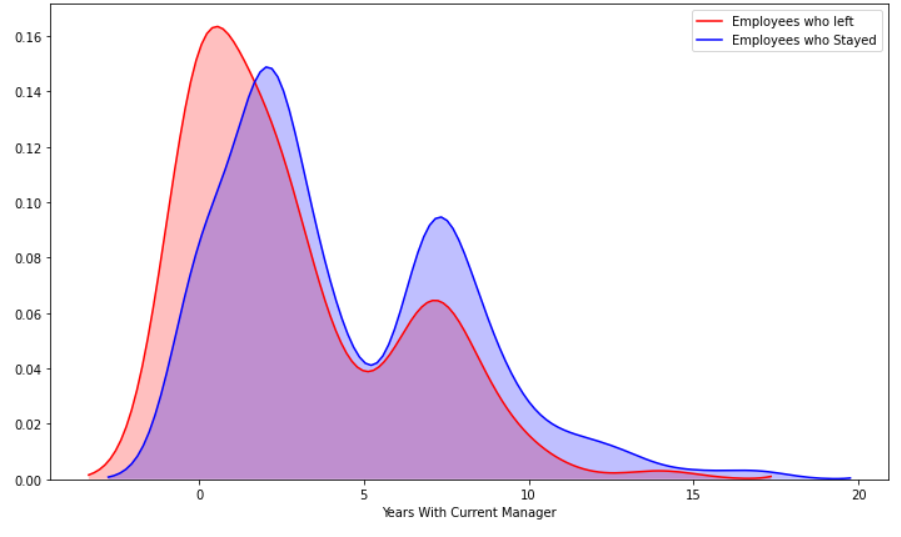 Employees who left
Employees who Stayed
0.16
0.14
0.12
0.10
0.08
0.06
0.04
0.02
0.00
0 5 10 15 20
Years With Current Manager